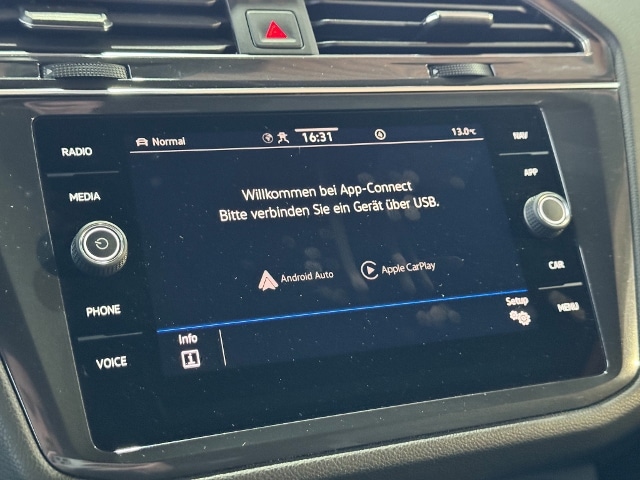 Normal
16:31
13.0°C
RADIO
MEDIA
PHONE
VOICE
Willkommen bei App-Connect
Bitte verbinden Sie ein Gerät über USB.
Android Auto
Apple CarPlay
Info
Setup
NAV
APP
CAR
MENU